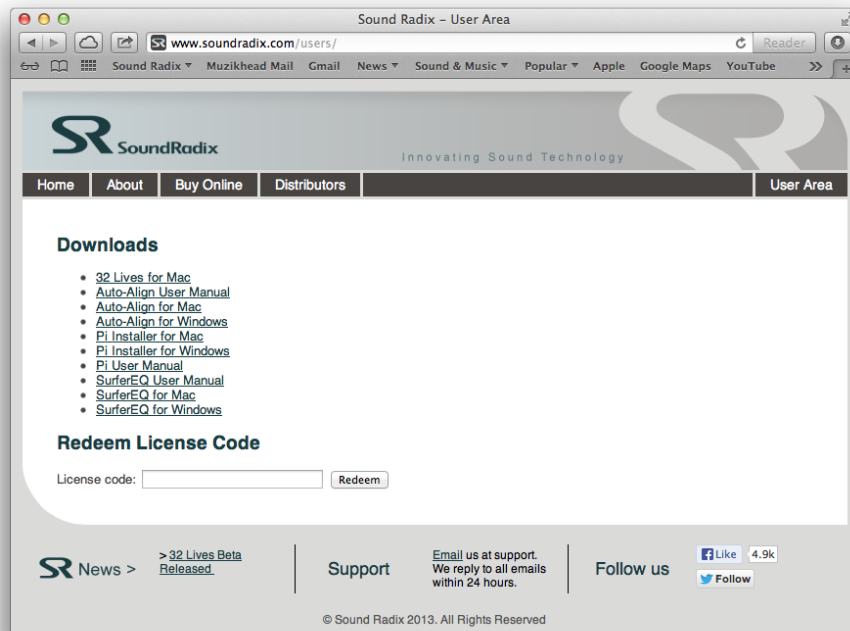 Sound Radix – User Area
www.soundradix.com/users/
Reader
Sound Radix Muzikhead Mail Gmail News Sound & Music Popular Apple Google Maps YouTube >>
SR SoundRadix
Innovating Sound Technology
Home About Buy Online Distributors User Area
Downloads
32 Lives for Mac
Auto-Align User Manual
Auto-Align for Mac
Auto-Align for Windows
Pi Installer for Mac
Pi Installer for Windows
Pi User Manual
SurferEQ User Manual
SurferEQ for Mac
SurferEQ for Windows
Redeem License Code
License code: Redeem
SR News >
> 32 Lives Beta
Released
Support
Email us at support.
We reply to all emails
within 24 hours.
Follow us
Like 4.9k
Follow
© Sound Radix 2013. All Rights Reserved